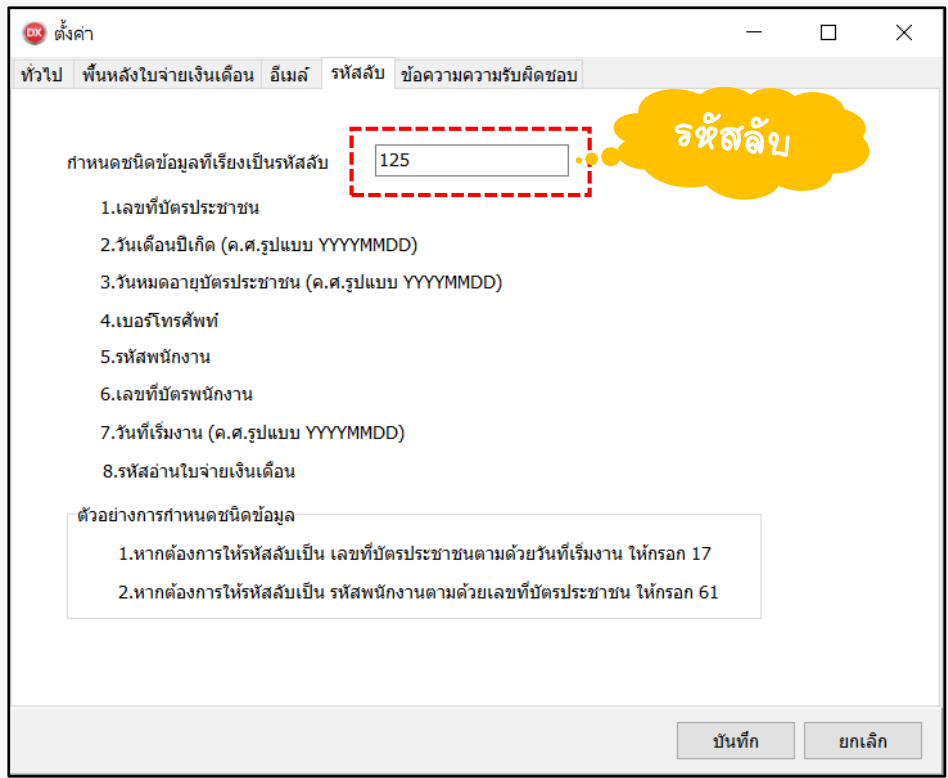 DX ตั้งค่า
ทั่วไป พื้นหลังใบจ่ายเงินเดือน อีเมล์ รหัสลับ ข้อความความรับผิดชอบ
รหัสลับ
กำหนดชนิดข้อมูลที่เรียงเป็นรหัสลับ 125
1.เลขที่บัตรประชาชน
2.วันเดือนปีเกิด (ค.ศ.รูปแบบ YYYYMMDD)
3.วันหมดอายุบัตรประชาชน (ค.ศ.รูปแบบ YYYYMMDD)
4.เบอร์โทรศัพท์
5.รหัสพนักงาน
6.เลขที่บัตรพนักงาน
7.วันที่เริ่มงาน (ค.ศ.รูปแบบ YYYYMMDD)
8.รหัสอ่านใบจ่ายเงินเดือน
ตัวอย่างการกำหนดชนิดข้อมูล
1.หากต้องการให้รหัสลับเป็น เลขที่บัตรประชาชนตามด้วยวันที่เริ่มงาน ให้กรอก 17
2.หากต้องการให้รหัสลับเป็น รหัสพนักงานตามด้วยเลขที่บัตรประชาชน ให้กรอก 61
บันทึก ยกเลิก